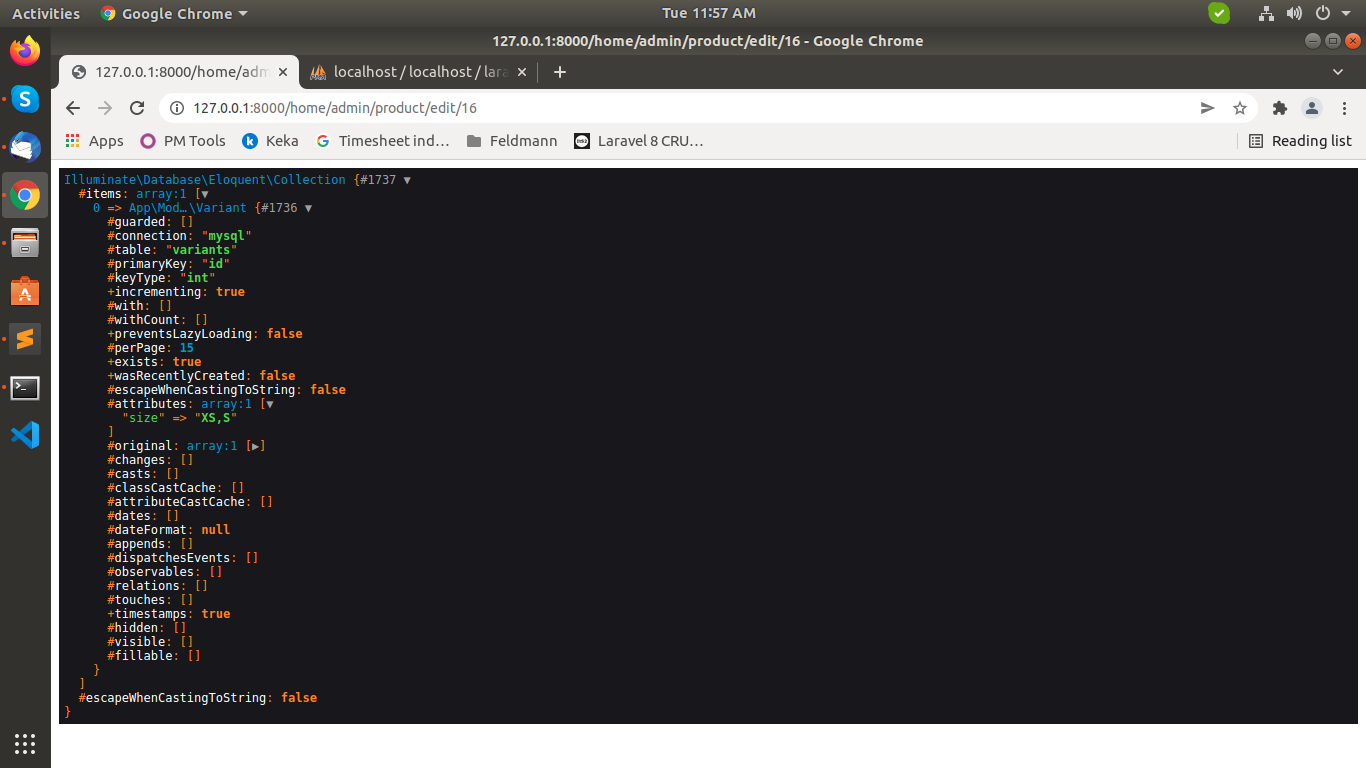 Activities Google Chrome Tue 11:57 AM
127.0.0.1:8000/home/admin/product/edit/16 - Google Chrome
127.0.0.1:8000/home/adm localhost / localhost / lara
127.0.0.1:8000/home/admin/product/edit/16
Apps PM Tools Keka Timesheet ind… Feldmann Laravel 8 CRU… Reading list
Illuminate\Database\Eloquent\Collection {#1737 ▼
#items: array:1 [▼
0 => App\Mod…\Variant {#1736 ▼
#guarded: []
#connection: "mysql"
#table: "variants"
#primaryKey: "id"
#keyType: "int"
+incrementing: true
#with: []
#withCount: []
+preventsLazyLoading: false
#perPage: 15
+exists: true
+wasRecentlyCreated: false
#escapeWhenCastingToString: false
#attributes: array:1 [▼
"size" => "XS,S"
]
#original: array:1 [▶]
#changes: []
#casts: []
#classCastCache: []
#attributeCastCache: []
#dates: []
#dateFormat: null
#appends: []
#dispatchesEvents: []
#observables: []
#relations: []
#touches: []
+timestamps: true
#hidden: []
#visible: []
#fillable: []
}
]
#escapeWhenCastingToString: false
}